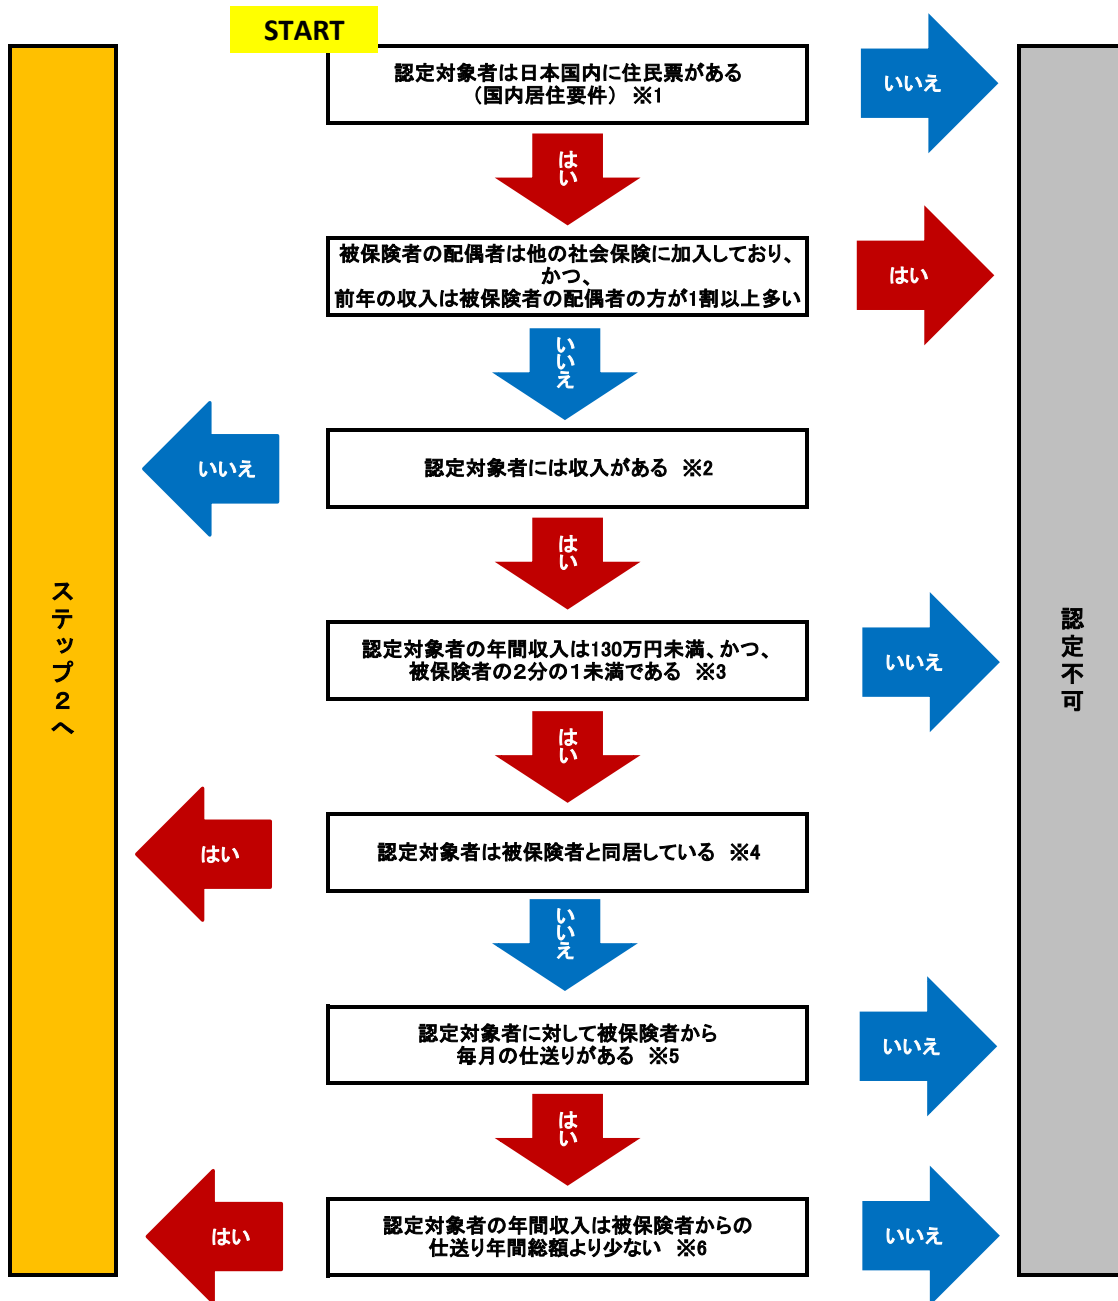 START
認定対象者は日本国内に住民票がある
(国内居住要件) ※1
いいえ
はい
被保険者の配偶者は他の社会保険に加入しており、
かつ、
前年の収入は被保険者の配偶者の方が1割以上多い
はい
いいえ
認定対象者には収入がある ※2
いいえ
はい
認定対象者の年間収入は130万円未満、かつ、
被保険者の2分の1未満である ※3
いいえ
はい
認定対象者は被保険者と同居している ※4
はい
いいえ
認定対象者に対して被保険者から
毎月の仕送りがある ※5
いいえ
はい
認定対象者の年間収入は被保険者からの
仕送り年間総額より少ない ※6
はい
いいえ
ステップ2へ
認定不可